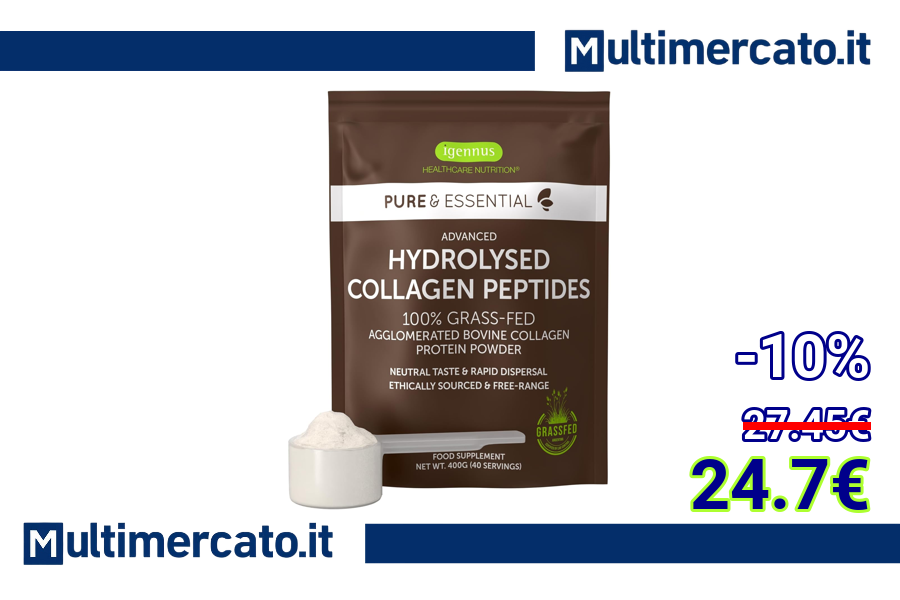 Multimercato.it
igennus
HEALTHCARE NUTRITION®
PURE & ESSENTIAL
ADVANCED
HYDROLYSED
COLLAGEN PEPTIDES
100% GRASS-FED
AGGLOMERATED BOVINE COLLAGEN
PROTEIN POWDER
NEUTRAL TASTE & RAPID DISPERSAL
ETHICALLY SOURCED & FREE-RANGE
GRASSFED
FOOD SUPPLEMENT
NET WT. 400G (40 SERVINGS)
-10%
27.45€
24.7€
Multimercato.it